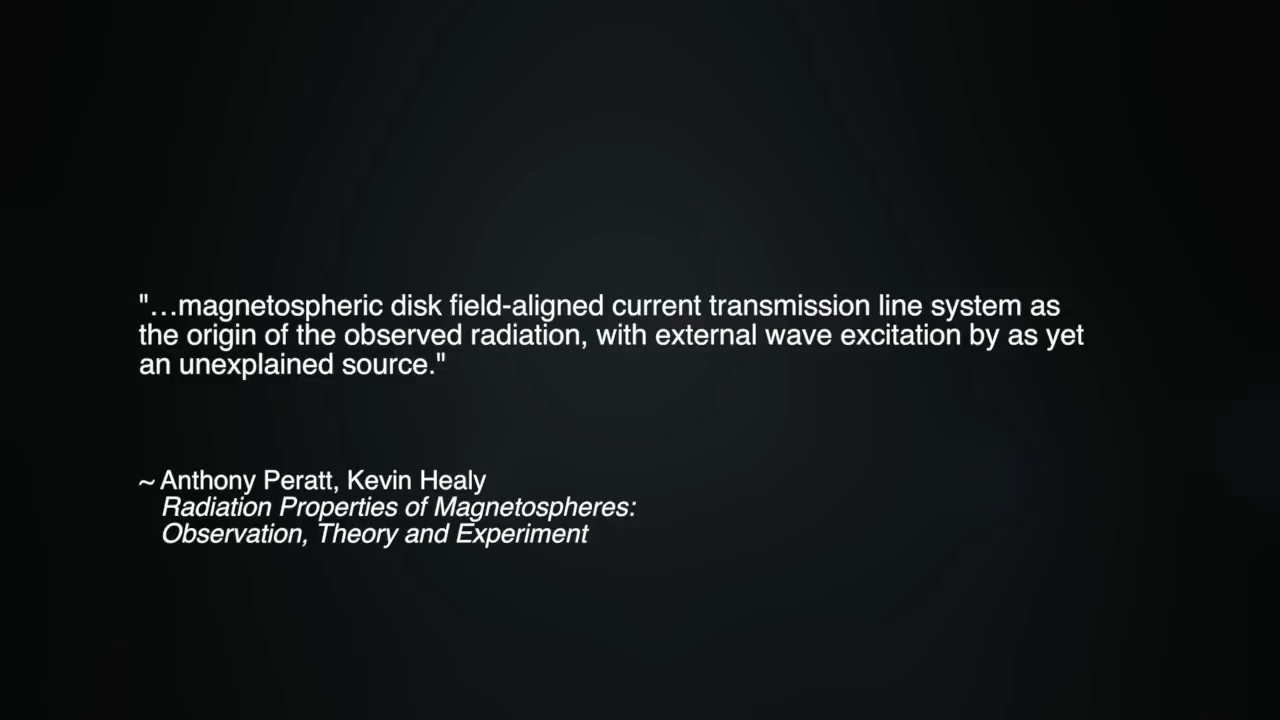 "...magnetospheric disk field-aligned current transmission line system as
the origin of the observed radiation, with external wave excitation by as yet
an unexplained source."
~ Anthony Peratt, Kevin Healy
Radiation Properties of Magnetospheres:
Observation, Theory and Experiment